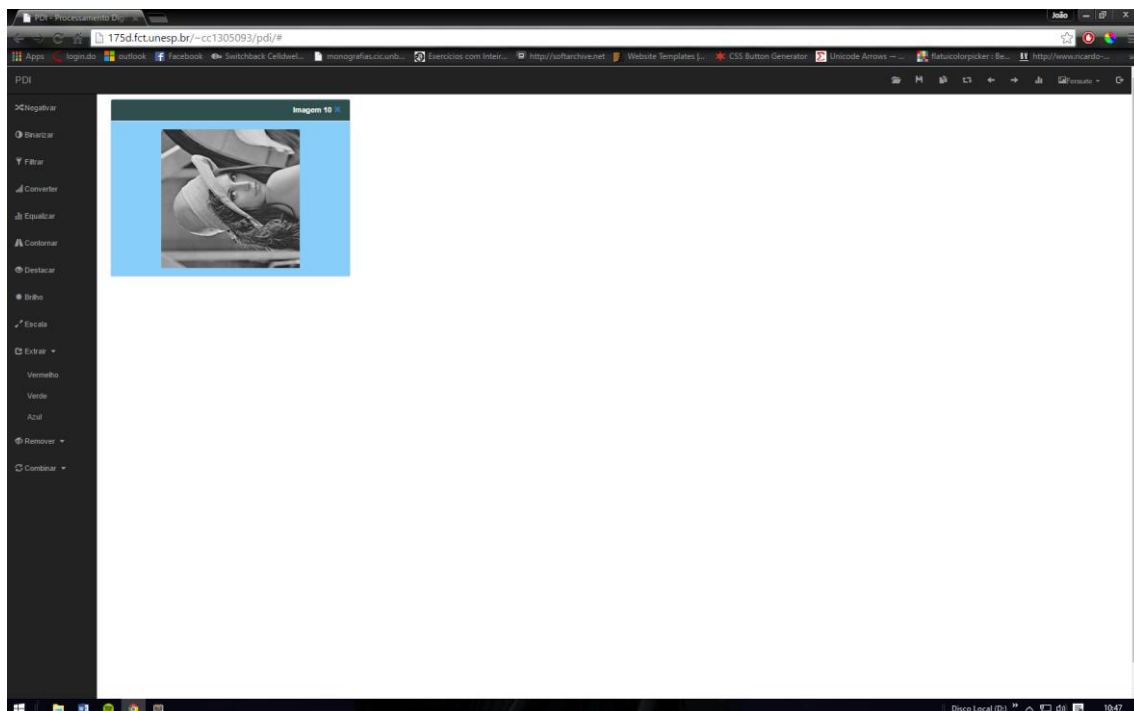 PDI - Processamento Dig
João
175d.fct.unesp.br/~cc1305093/pdi/#
Apps login.do outlook Facebook Switchback Celldwel... monografias.cic.unb... Exercícios com Inteir... http://softarchive.net Website Templates |... CSS Button Generator Unicode Arrows — ... flatuicolorpicker : Be... http://www.ricardo-...
PDI Formato
Negativar
Imagem 10
Binarizar
Filtrar
Converter
Equalizar
Contornar
Destacar
Brilho
Escala
Extrair
Vermelho
Verde
Azul
Remover
Combinar
Disco Local (D:) 10:47